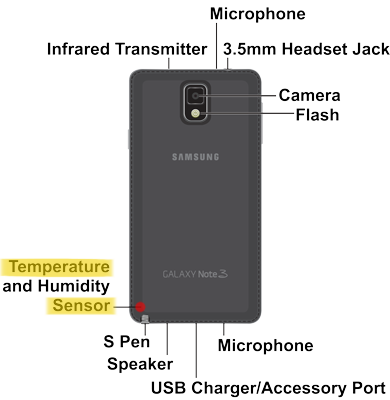 Microphone
Infrared Transmitter
3.5mm Headset Jack
Camera
Flash
SAMSUNG
GALAXY Note3
Temperature
and Humidity
Sensor
S Pen
Speaker
Microphone
USB Charger/Accessory Port